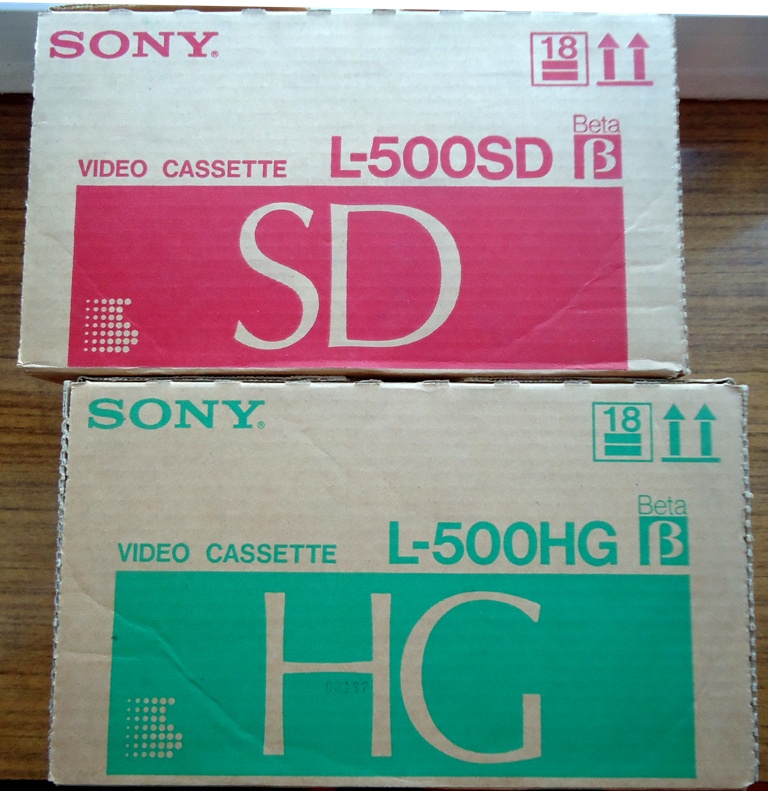 SONY®
18
Beta
VIDEO CASSETTE L-500SD β
SD
SONY®
18
Beta
VIDEO CASSETTE L-500HG β
HG